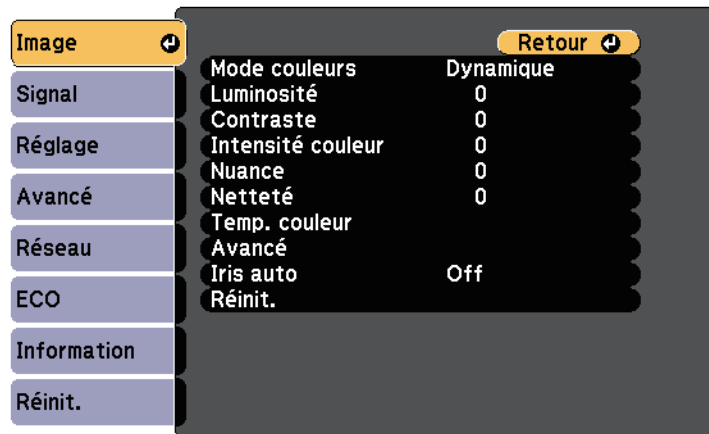 Image
Signal
Réglage
Avancé
Réseau
ECO
Information
Réinit.
Retour
Mode couleurs Dynamique
Luminosité 0
Contraste 0
Intensité couleur 0
Nuance 0
Netteté 0
Temp. couleur
Avancé
Iris auto Off
Réinit.